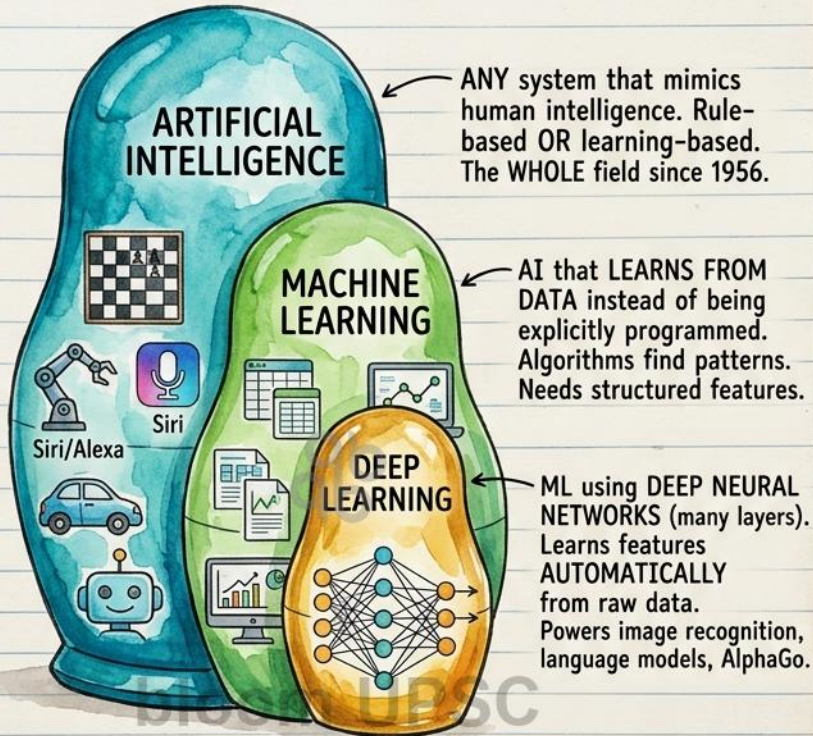 ARTIFICIAL
INTELLIGENCE
ANY system that mimics
human intelligence. Rule-
based OR learning-based.
The WHOLE field since 1956.
MACHINE
LEARNING
AI that LEARNS FROM
DATA instead of being
explicitly programmed.
Algorithms find patterns.
Needs structured features.
Siri
Siri/Alexa
DEEP
LEARNING
ML using DEEP NEURAL
NETWORKS (many layers).
Learns features
AUTOMATICALLY
from raw data.
Powers image recognition,
language models, AlphaGo.
bloom UPSC